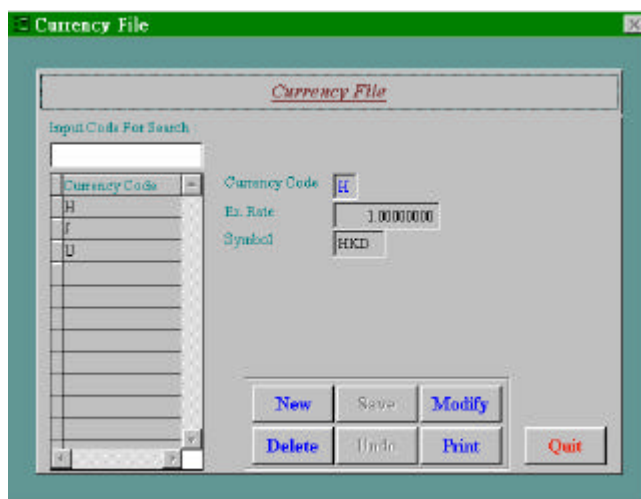 Currency File
Currency File
Input Code For Search
Currency Code
H
J
U
Currency Code H
Ex. Rate 1.00000000
Symbol HKD
New Save Modify
Delete Undo Print Quit